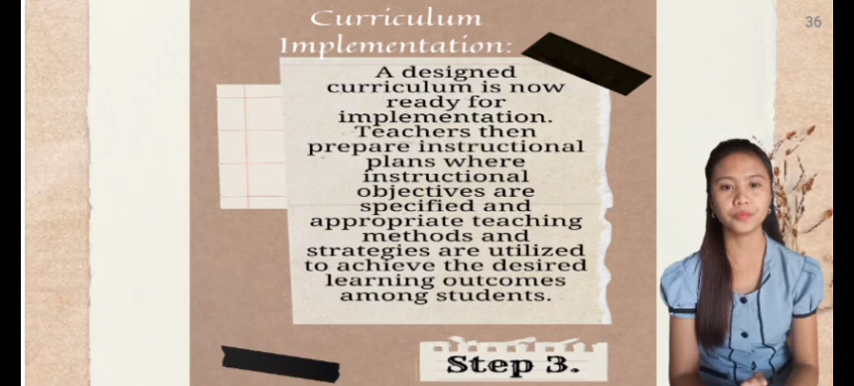 36
Curriculum
Implementation:
A designed
curriculum is now
ready for
implementation.
Teachers then
prepare instructional
plans where
instructional
objectives are
specified and
appropriate teaching
methods and
strategies are utilized
to achieve the desired
learning outcomes
among students.
Step 3.